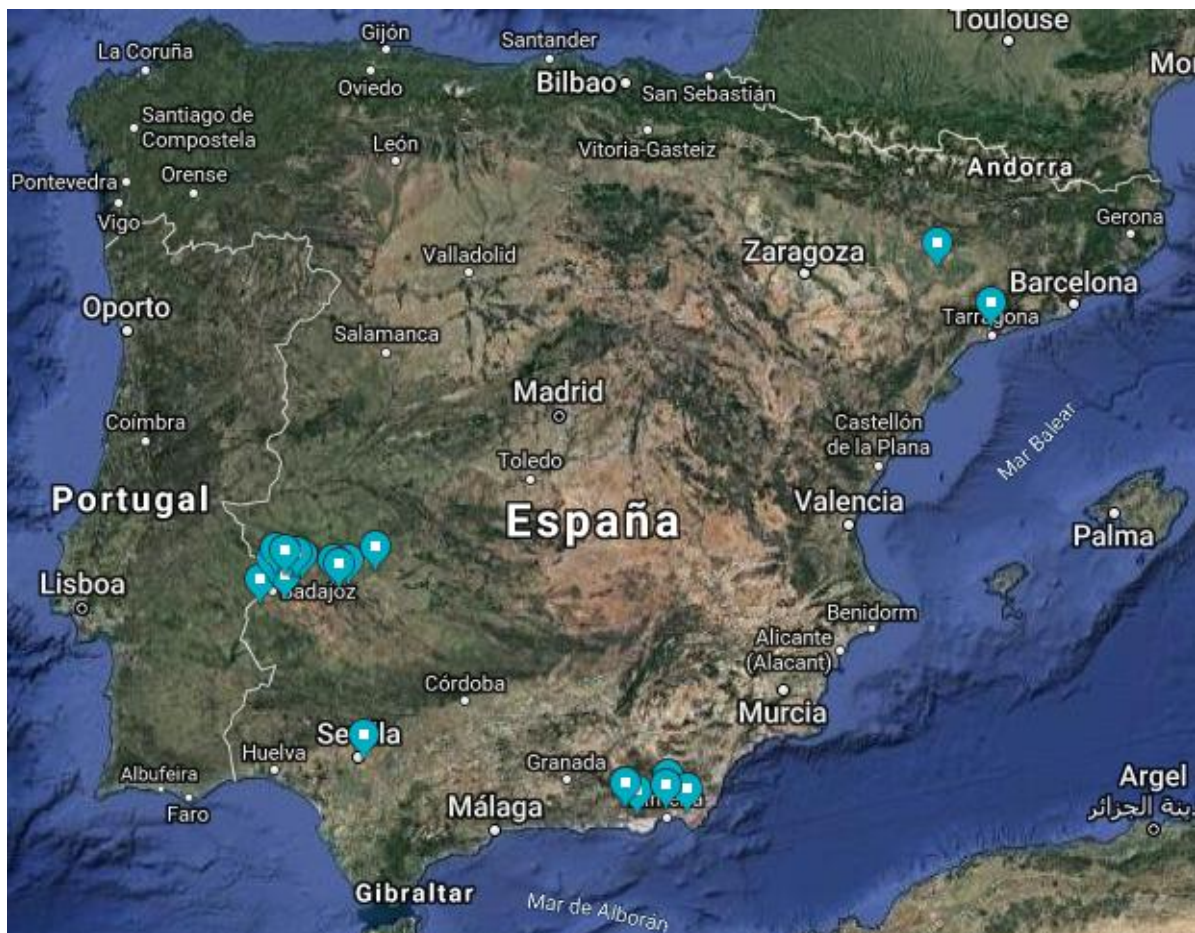 Toulouse
Gijón
La Coruña
Santander
Mo
Oviedo
Bilbao
San Sebastián
Santiago de
Compostela
León
Vitoria-Gasteiz
Andorra
Pontevedra
Orense
Vigo
Gerona
Valladolid
Zaragoza
Barcelona
Oporto
Tarragona
Salamanca
Madrid
Coímbra
Castellón
de la Plana
Mar Balear
Toledo
Portugal
España
Valencia
Palma
Lisboa
Badajoz
Benidorm
Alicante
(Alacant)
Córdoba
Murcia
Sevilla
Huelva
Granada
Albufeira
Faro
Málaga
Argel
مدينة الجزائر
Gibraltar
Mar de Alborán